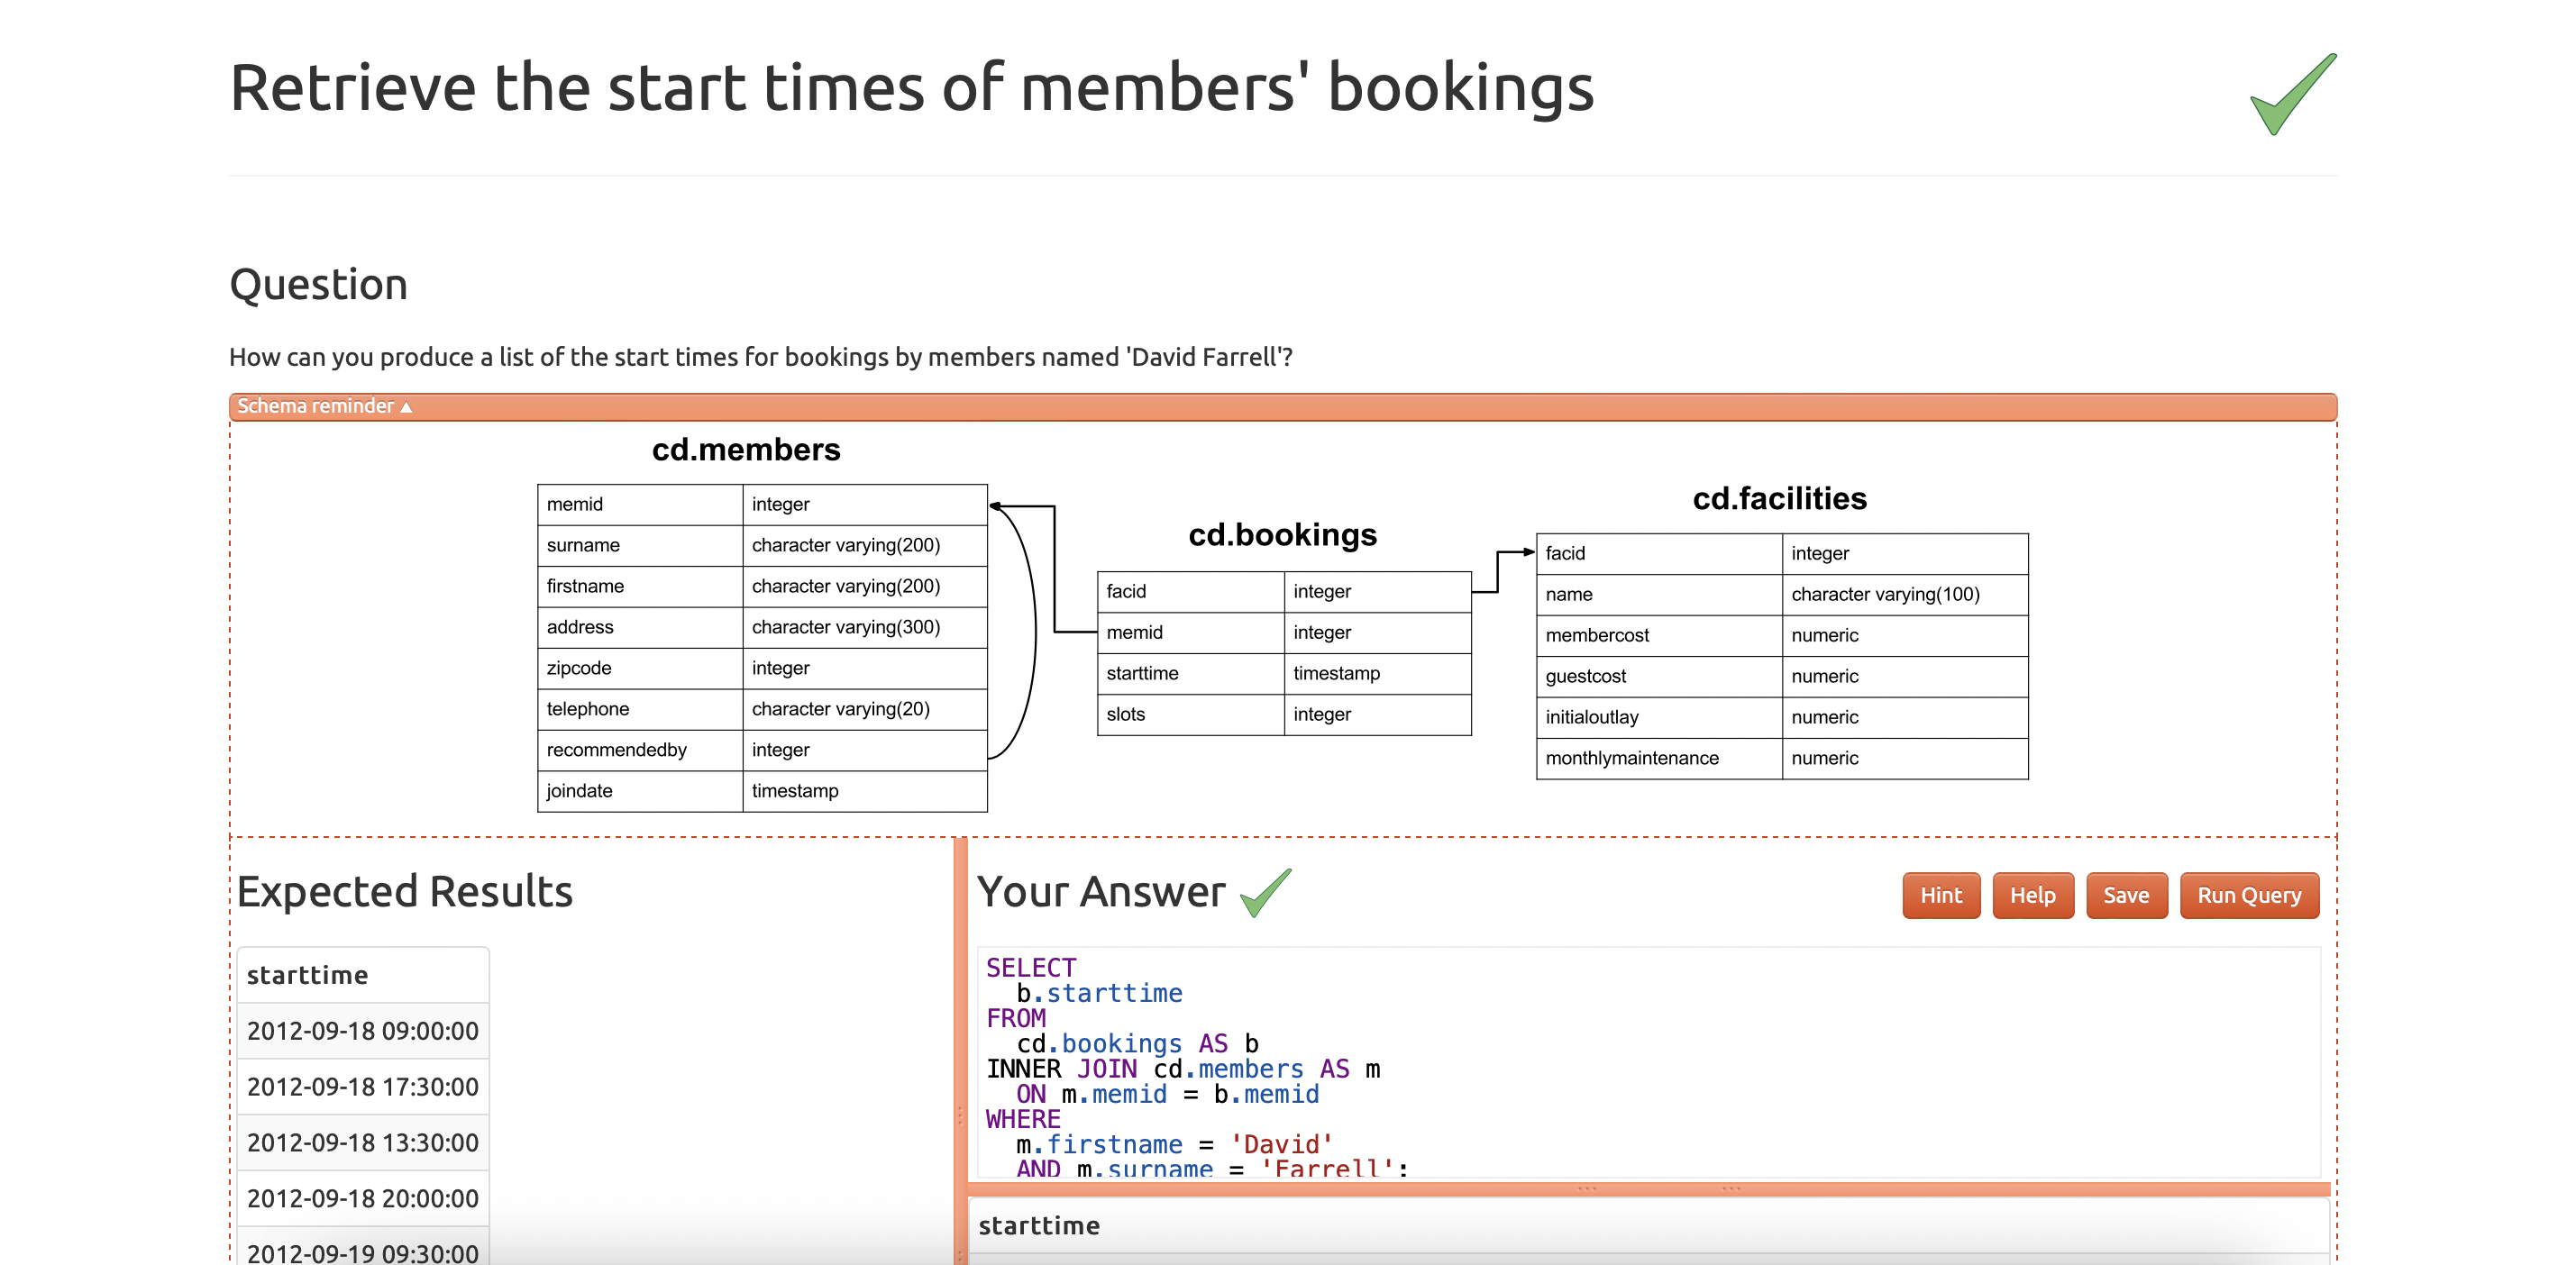 Retrieve the start times of members' bookings
Question
How can you produce a list of the start times for bookings by members named 'David Farrell'?
Schema reminder ▲
cd.members
memid integer
surname character varying(200)
firstname character varying(200)
address character varying(300)
zipcode integer
telephone character varying(20)
recommendedby integer
joindate timestamp
cd.bookings
facid integer
memid integer
starttime timestamp
slots integer
cd.facilities
facid integer
name character varying(100)
membercost numeric
guestcost numeric
initialoutlay numeric
monthlymaintenance numeric
Expected Results
starttime
2012-09-18 09:00:00
2012-09-18 17:30:00
2012-09-18 13:30:00
2012-09-18 20:00:00
2012-09-19 09:30:00
Your Answer
Hint Help Save Run Query
SELECT
b.starttime
FROM
cd.bookings AS b
INNER JOIN cd.members AS m
ON m.memid = b.memid
WHERE
m.firstname = 'David'
AND m.surname = 'Farrell';
starttime